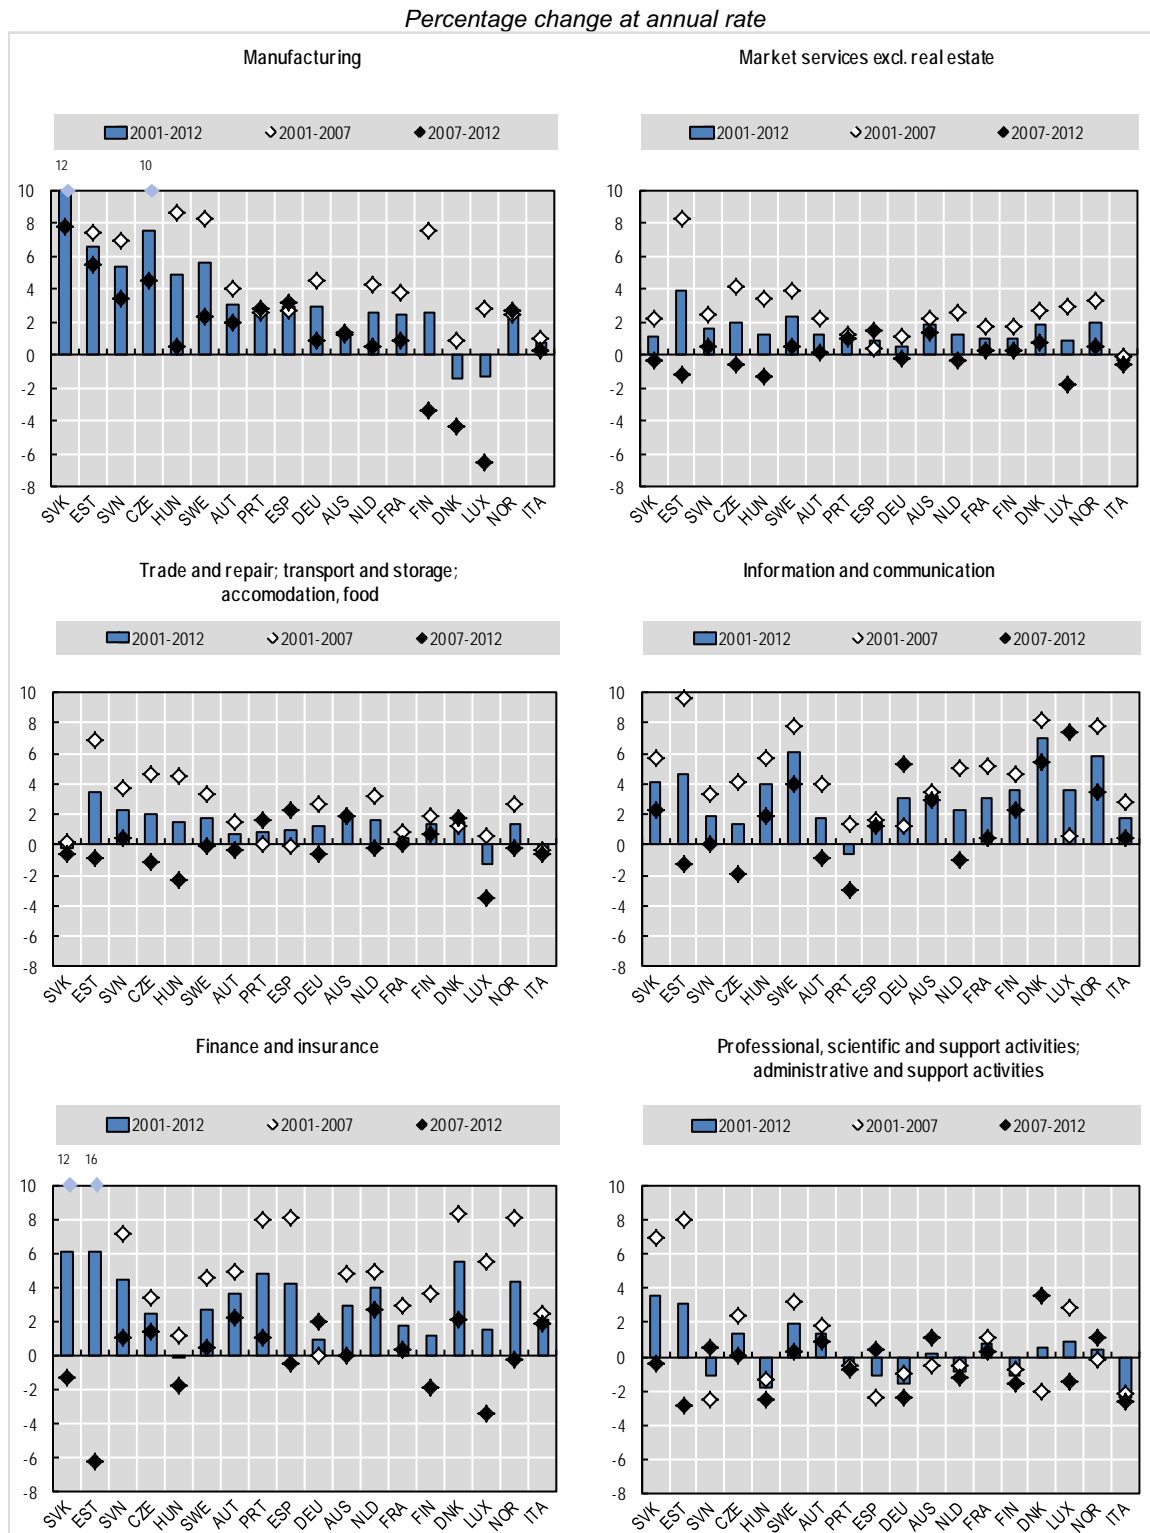 Percentage change at annual rate
Manufacturing
2001-2012 2001-2007 2007-2012
12 10
10
8
6
4
2
0
-2
-4
-6
-8
SVK EST SVN CZE HUN SWE AUT PRT ESP DEU AUS NLD FRA FIN DNK LUX NOR ITA
Market services excl. real estate
2001-2012 2001-2007 2007-2012
10
8
6
4
2
0
-2
-4
-6
-8
SVK EST SVN CZE HUN SWE AUT PRT ESP DEU AUS NLD FRA FIN DNK LUX NOR ITA
Trade and repair; transport and storage;
accomodation, food
2001-2012 2001-2007 2007-2012
10
8
6
4
2
0
-2
-4
-6
-8
SVK EST SVN CZE HUN SWE AUT PRT ESP DEU AUS NLD FRA FIN DNK LUX NOR ITA
Information and communication
2001-2012 2001-2007 2007-2012
10
8
6
4
2
0
-2
-4
-6
-8
SVK EST SVN CZE HUN SWE AUT PRT ESP DEU AUS NLD FRA FIN DNK LUX NOR ITA
Finance and insurance
2001-2012 2001-2007 2007-2012
12 16
10
8
6
4
2
0
-2
-4
-6
-8
SVK EST SVN CZE HUN SWE AUT PRT ESP DEU AUS NLD FRA FIN DNK LUX NOR ITA
Professional, scientific and support activities;
administrative and support activities
2001-2012 2001-2007 2007-2012
10
8
6
4
2
0
-2
-4
-6
-8
SVK EST SVN CZE HUN SWE AUT PRT ESP DEU AUS NLD FRA FIN DNK LUX NOR ITA